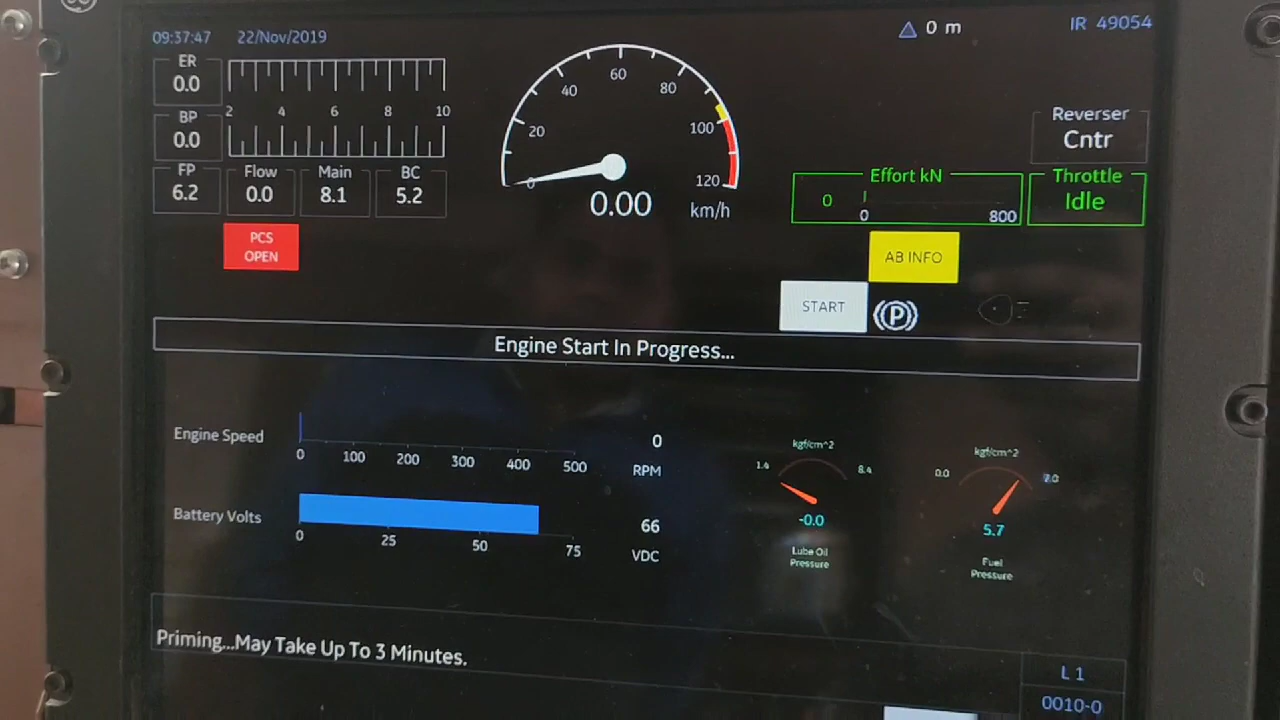 09:37:47 22/Nov/2019
0 m
IR 49054
ER
0.0
BP
0.0
FP
6.2
2 4 6 8 10
Flow
0.0
Main
8.1
BC
5.2
0 20 40 60 80 100 120
0.00 km/h
Reverser
Cntr
Effort kN
0
0 800
Throttle
Idle
PCS
OPEN
AB INFO
START
P
Engine Start In Progress...
Engine Speed
0 100 200 300 400 500
0
RPM
Battery Volts
0 25 50 75
66
VDC
kgf/cm^2
1.4 8.4
-0.0
Lube Oil
Pressure
kgf/cm^2
0.0 7.0
5.7
Fuel
Pressure
Priming...May Take Up To 3 Minutes.
L 1
0010-0